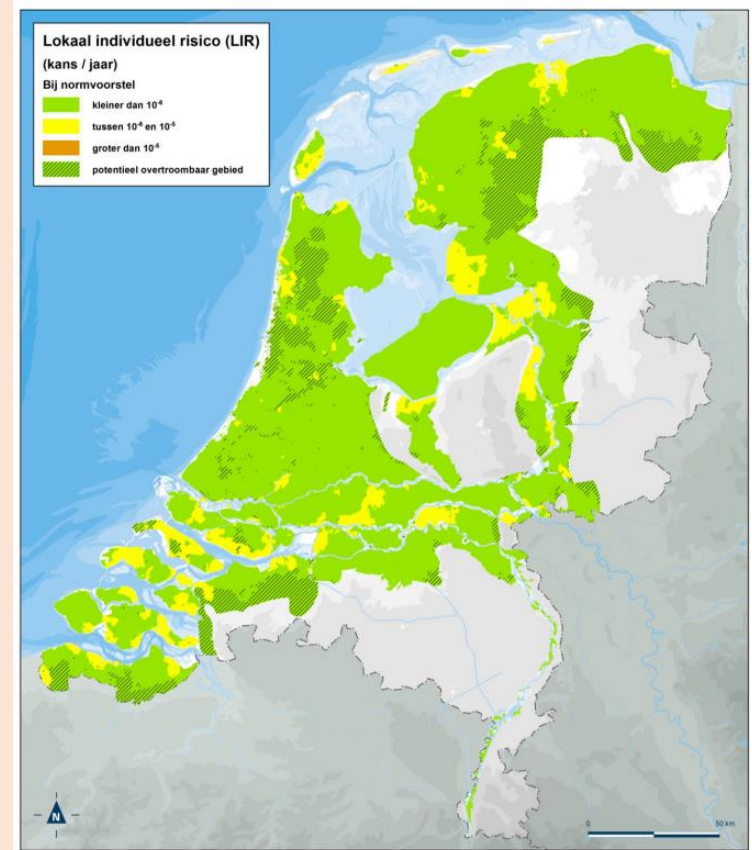 Lokaal individueel risico (LIR)
(kans / jaar)
Bij normvoorstel
kleiner dan 10⁻⁶
tussen 10⁻⁶ en 10⁻⁵
groter dan 10⁻⁵
potentieel overtroombaar gebied
N
0 50 km